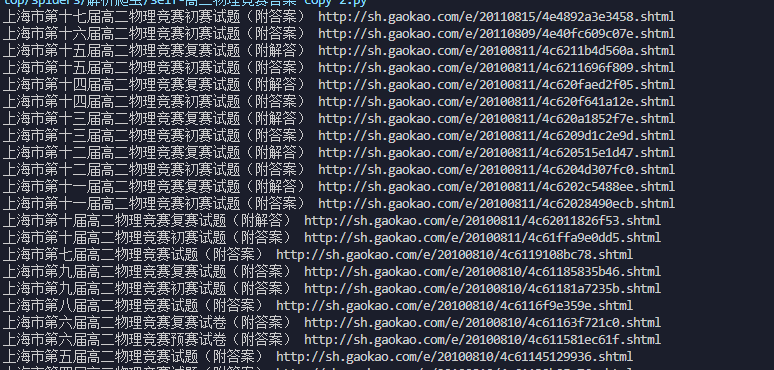 top/spiders/解析爬虫/self-高二物理竞赛答案 copy 2.py
上海市第十七届高二物理竞赛初赛试题（附答案） http://sh.gaokao.com/e/20110815/4e4892a3e3458.shtml
上海市第十六届高二物理竞赛初赛试题（附答案） http://sh.gaokao.com/e/20110809/4e40fc609c07e.shtml
上海市第十五届高二物理竞赛复赛试题（附解答） http://sh.gaokao.com/e/20100811/4c6211b4d560a.shtml
上海市第十五届高二物理竞赛初赛试题（附答案） http://sh.gaokao.com/e/20100811/4c6211696f809.shtml
上海市第十四届高二物理竞赛复赛试题（附解答） http://sh.gaokao.com/e/20100811/4c620faed2f05.shtml
上海市第十四届高二物理竞赛初赛试题（附答案） http://sh.gaokao.com/e/20100811/4c620f641a12e.shtml
上海市第十三届高二物理竞赛复赛试题（附解答） http://sh.gaokao.com/e/20100811/4c620a1852f7e.shtml
上海市第十三届高二物理竞赛初赛试题（附答案） http://sh.gaokao.com/e/20100811/4c6209d1c2e9d.shtml
上海市第十二届高二物理竞赛复赛试题（附解答） http://sh.gaokao.com/e/20100811/4c620515e1d47.shtml
上海市第十二届高二物理竞赛初赛试题（附答案） http://sh.gaokao.com/e/20100811/4c6204d307fc0.shtml
上海市第十一届高二物理竞赛复赛试题（附解答） http://sh.gaokao.com/e/20100811/4c6202c5488ee.shtml
上海市第十一届高二物理竞赛初赛试题（附答案） http://sh.gaokao.com/e/20100811/4c62028490ecb.shtml
上海市第十届高二物理竞赛复赛试题（附解答） http://sh.gaokao.com/e/20100811/4c62011826f53.shtml
上海市第十届高二物理竞赛初赛试题（附答案） http://sh.gaokao.com/e/20100811/4c61ffa9e0dd5.shtml
上海市第七届高二物理竞赛试题（附答案） http://sh.gaokao.com/e/20100810/4c6119108bc78.shtml
上海市第九届高二物理竞赛复赛试题（附答案） http://sh.gaokao.com/e/20100810/4c61185835b46.shtml
上海市第九届高二物理竞赛初赛试题（附答案） http://sh.gaokao.com/e/20100810/4c61181a7235b.shtml
上海市第八届高二物理竞赛试题（附答案） http://sh.gaokao.com/e/20100810/4c6116f9e359e.shtml
上海市第六届高二物理竞赛复赛试卷（附答案） http://sh.gaokao.com/e/20100810/4c61163f721c0.shtml
上海市第六届高二物理竞赛预赛试卷（附答案） http://sh.gaokao.com/e/20100810/4c611581ec61f.shtml
上海市第五届高二物理竞赛试题（附答案） http://sh.gaokao.com/e/20100810/4c61145129936.shtml